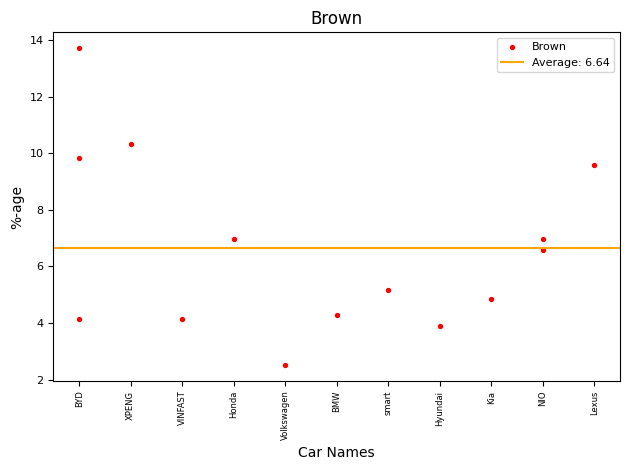 Brown
14
12
10
8
6
4
2
%-age
Brown
Average: 6.64
BYD
XPENG
VINFAST
Honda
Volkswagen
BMW
smart
Hyundai
Kia
NIO
Lexus
Car Names